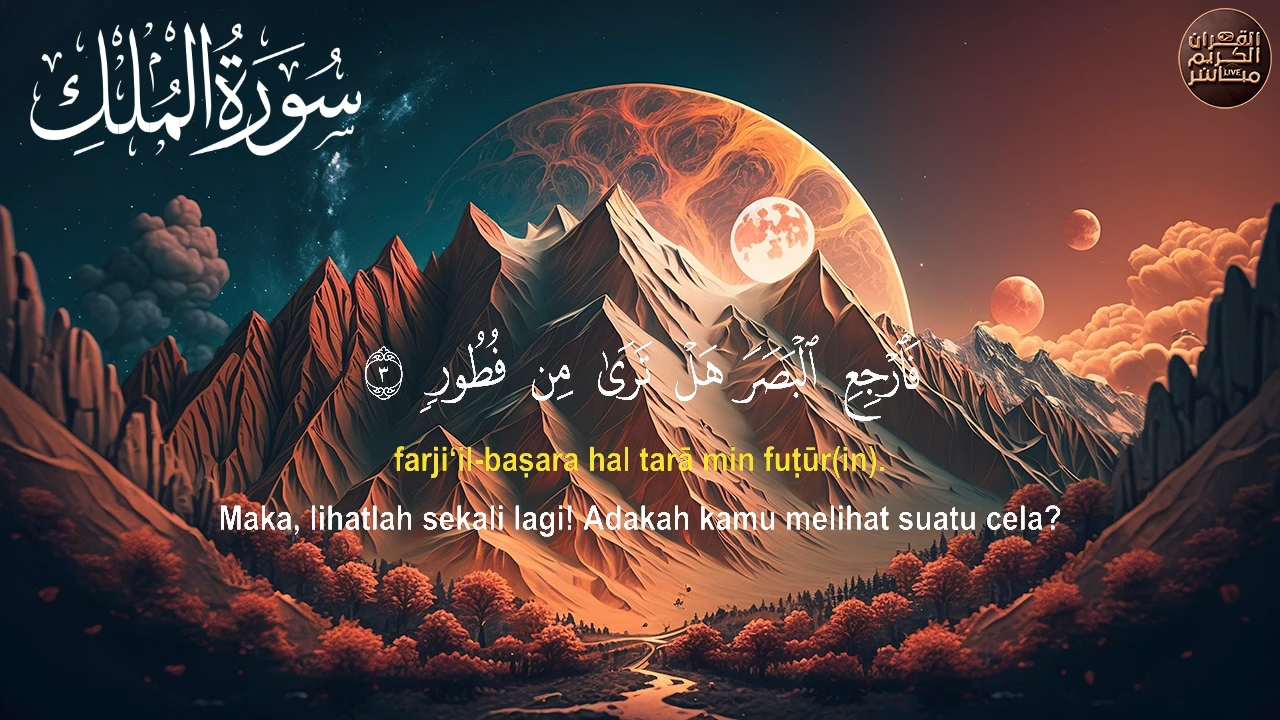 سُورَةُ المُلْكِ
القرآن
الكريم
LIVE
مباشر
فَٱرْجِعِ ٱلْبَصَرَ هَلْ تَرَىٰ مِن فُطُورٍۢ ٣
farji‘il-baṣara hal tarā min fuṭūr(in).
Maka, lihatlah sekali lagi! Adakah kamu melihat suatu cela?